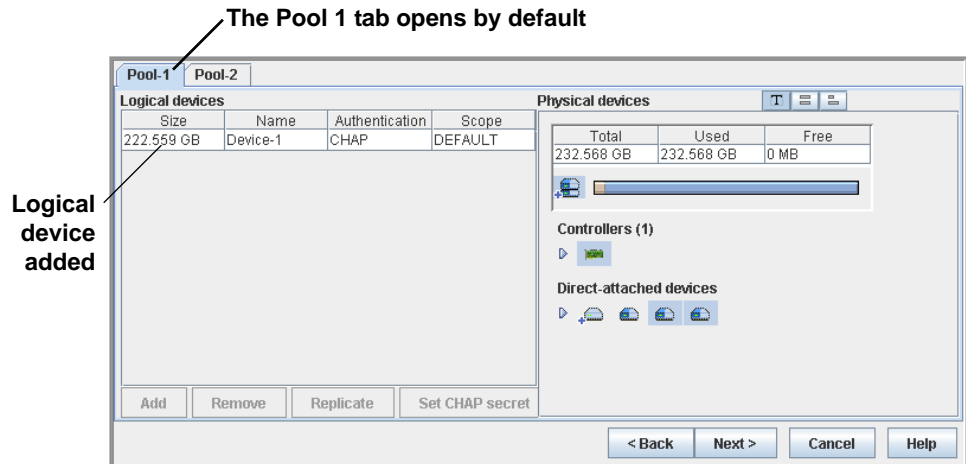 The Pool 1 tab opens by default
Pool-1 Pool-2
Logical devices
Size Name Authentication Scope
222.559 GB Device-1 CHAP DEFAULT
Logical
device
added
Add Remove Replicate Set CHAP secret
Physical devices
T
Total Used Free
232.568 GB 232.568 GB 0 MB
Controllers (1)
Direct-attached devices
< Back Next > Cancel Help